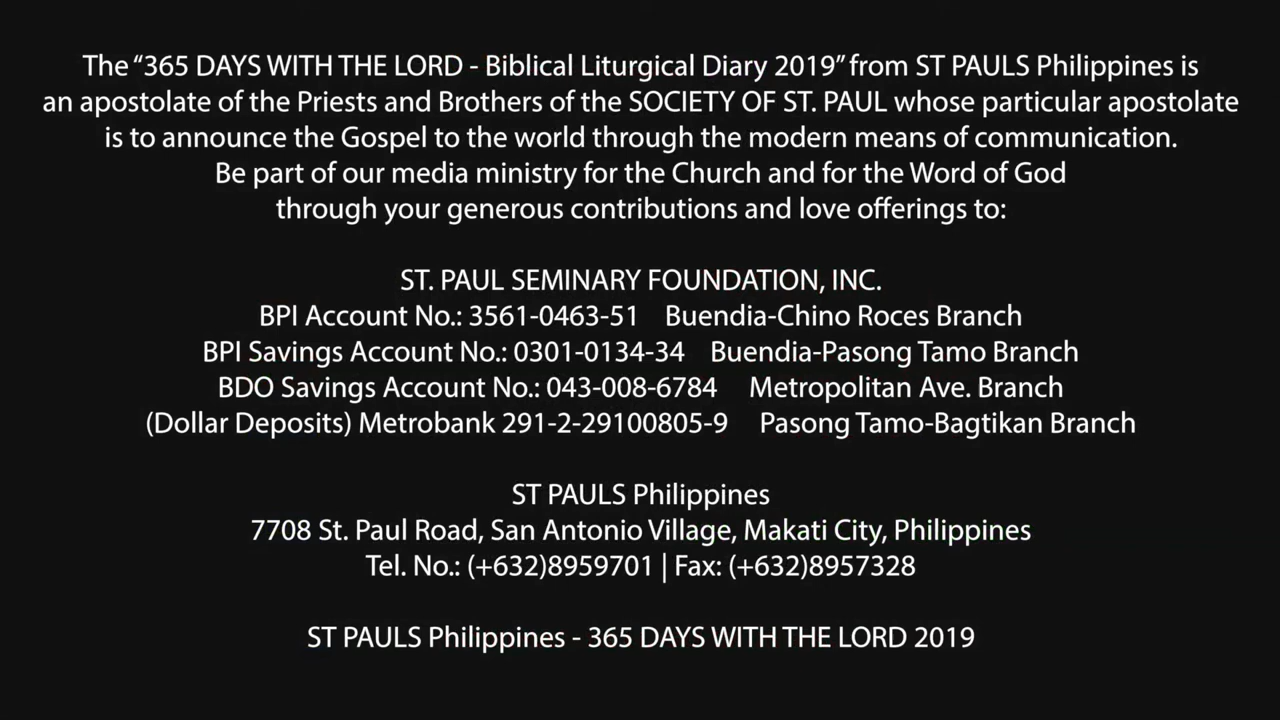 The “365 DAYS WITH THE LORD - Biblical Liturgical Diary 2019” from ST PAULS Philippines is
an apostolate of the Priests and Brothers of the SOCIETY OF ST. PAUL whose particular apostolate
is to announce the Gospel to the world through the modern means of communication.
Be part of our media ministry for the Church and for the Word of God
through your generous contributions and love offerings to:
ST. PAUL SEMINARY FOUNDATION, INC.
BPI Account No.: 3561-0463-51 Buendia-Chino Roces Branch
BPI Savings Account No.: 0301-0134-34 Buendia-Pasong Tamo Branch
BDO Savings Account No.: 043-008-6784 Metropolitan Ave. Branch
(Dollar Deposits) Metrobank 291-2-29100805-9 Pasong Tamo-Bagtikan Branch
ST PAULS Philippines
7708 St. Paul Road, San Antonio Village, Makati City, Philippines
Tel. No.: (+632)8959701 | Fax: (+632)8957328
ST PAULS Philippines - 365 DAYS WITH THE LORD 2019